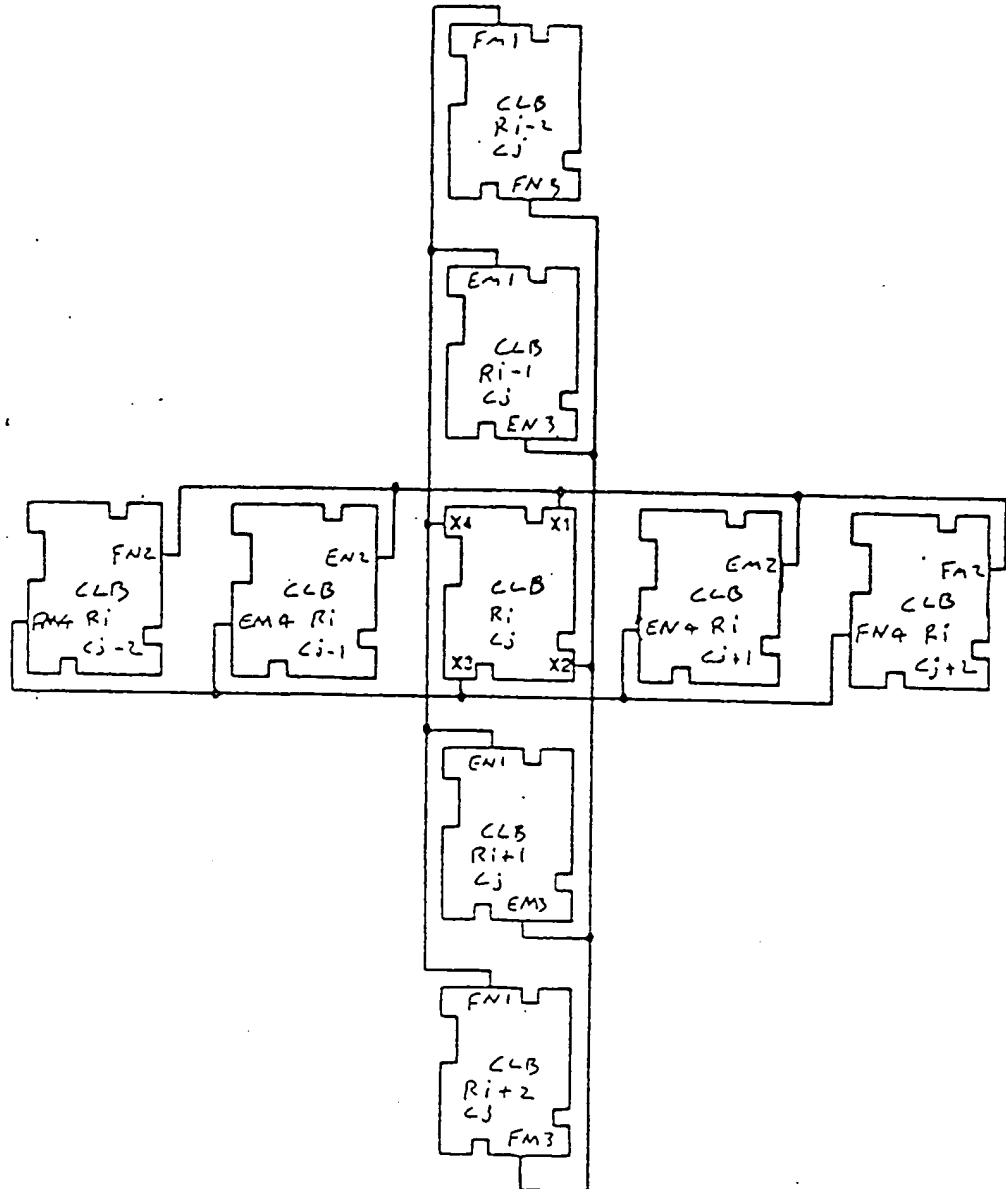 FM1
CLB
Ri-2
Cj
FN3
EM1
CLB
Ri-1
Cj
EN3
FN2
CLB
FM4 Ri
Cj-2
EN2
CLB
EM4 Ri
Cj-1
X4 X1
CLB
Ri
Cj
X3 X2
EM2
CLB
EN4 Ri
Cj+1
FM2
CLB
FN4 Ri
Cj+2
EN1
CLB
Ri+1
Cj
EM3
FN1
CLB
Ri+2
Cj
FM3